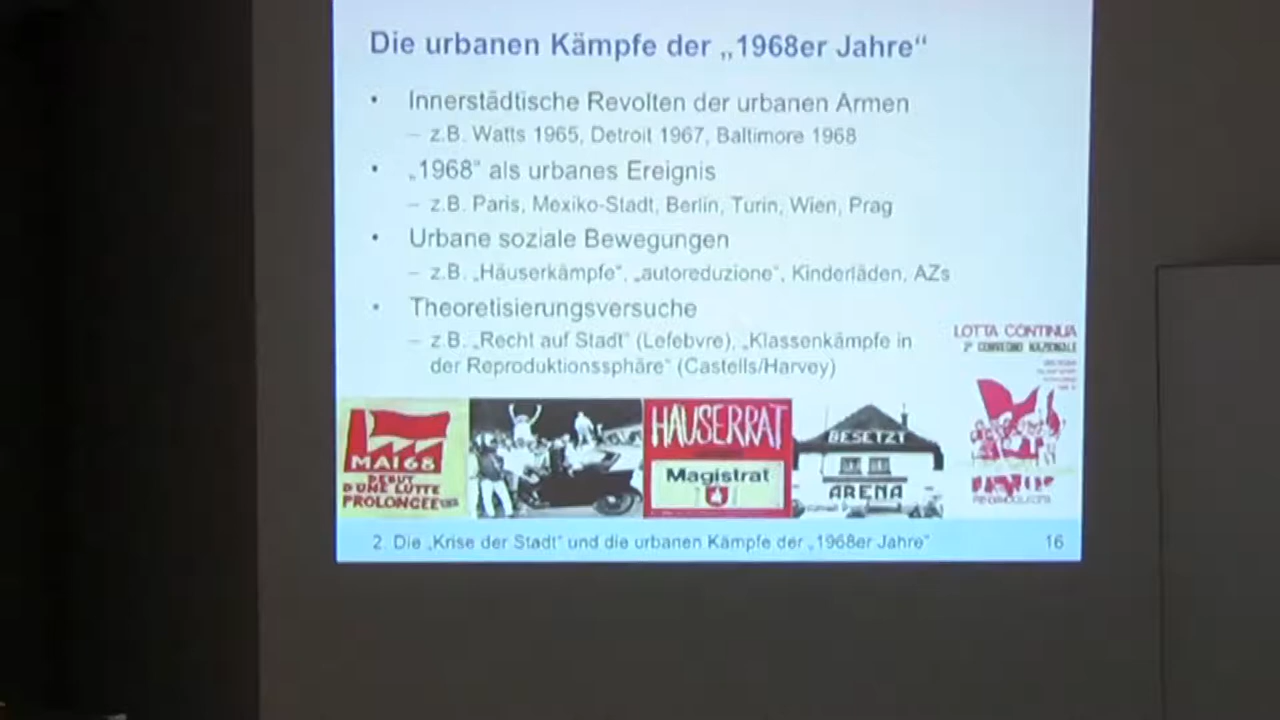 Die urbanen Kämpfe der „1968er Jahre“
• Innerstädtische Revolten der urbanen Armen
– z.B. Watts 1965, Detroit 1967, Baltimore 1968
• „1968“ als urbanes Ereignis
– z.B. Paris, Mexiko-Stadt, Berlin, Turin, Wien, Prag
• Urbane soziale Bewegungen
– z.B. „Häuserkämpfe“, „autoreduzione“, Kinderläden, AZs
• Theoretisierungsversuche
– z.B. „Recht auf Stadt“ (Lefebvre), „Klassenkämpfe in
der Reproduktionssphäre“ (Castells/Harvey)
LOTTA CONTINUA
2° CONVEGNO NAZIONALE
MAI 68
DEBUT
D'UNE LUTTE
PROLONGEE
HÄUSERRAT
Magistrat
BESETZT
ARENA
2. Die „Krise der Stadt“ und die urbanen Kämpfe der „1968er Jahre“
16